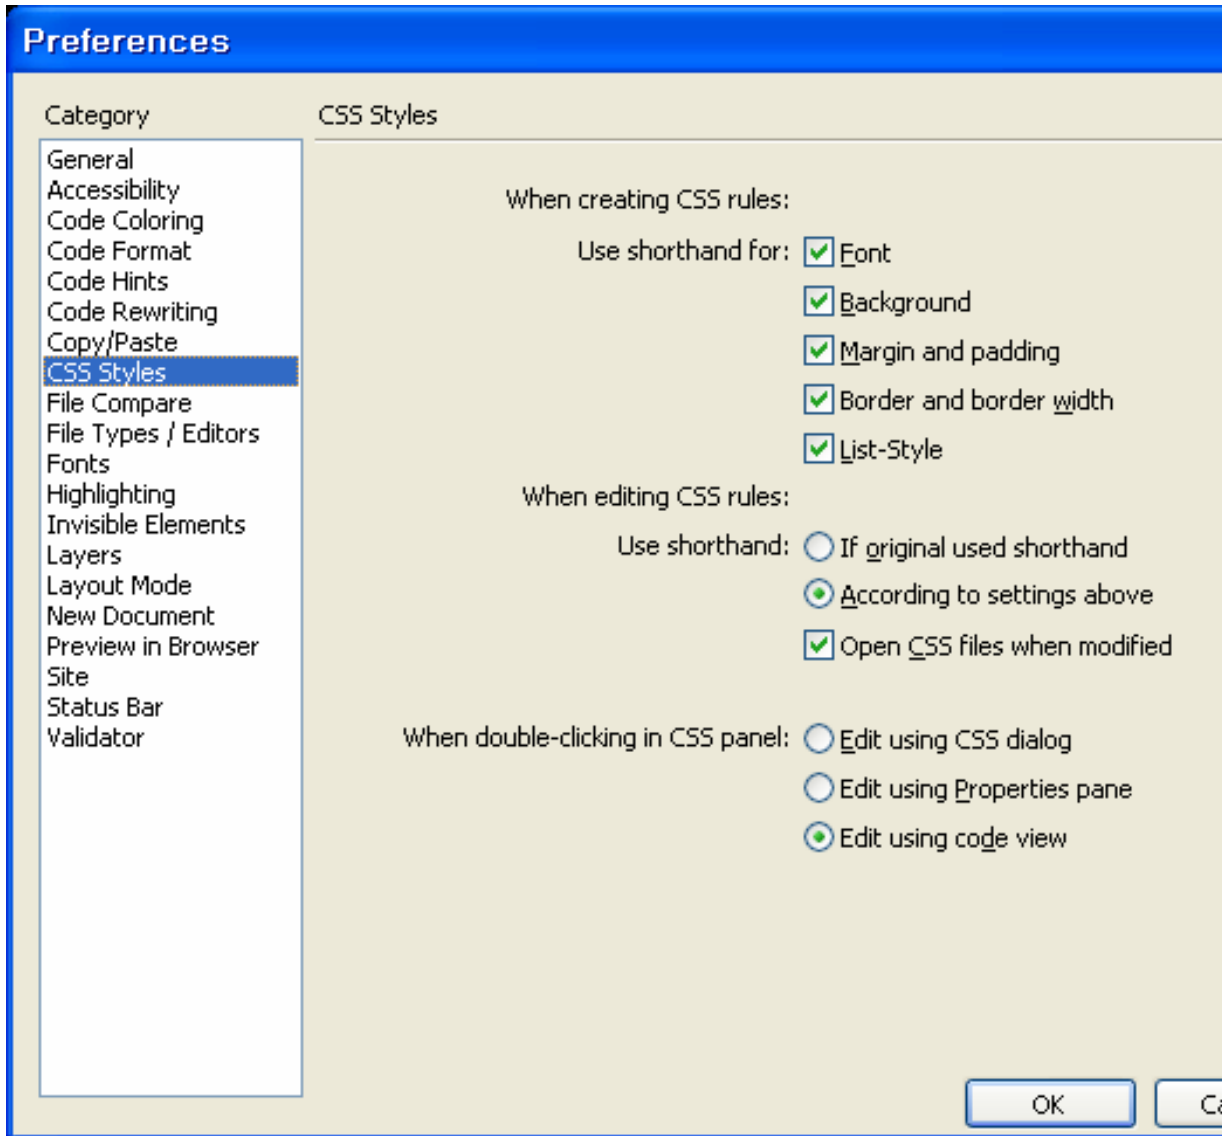 Preferences
Category
General
Accessibility
Code Coloring
Code Format
Code Hints
Code Rewriting
Copy/Paste
CSS Styles
File Compare
File Types / Editors
Fonts
Highlighting
Invisible Elements
Layers
Layout Mode
New Document
Preview in Browser
Site
Status Bar
Validator
CSS Styles
When creating CSS rules:
Use shorthand for: Font
Background
Margin and padding
Border and border width
List-Style
When editing CSS rules:
Use shorthand: If original used shorthand
According to settings above
Open CSS files when modified
When double-clicking in CSS panel: Edit using CSS dialog
Edit using Properties pane
Edit using code view
OK